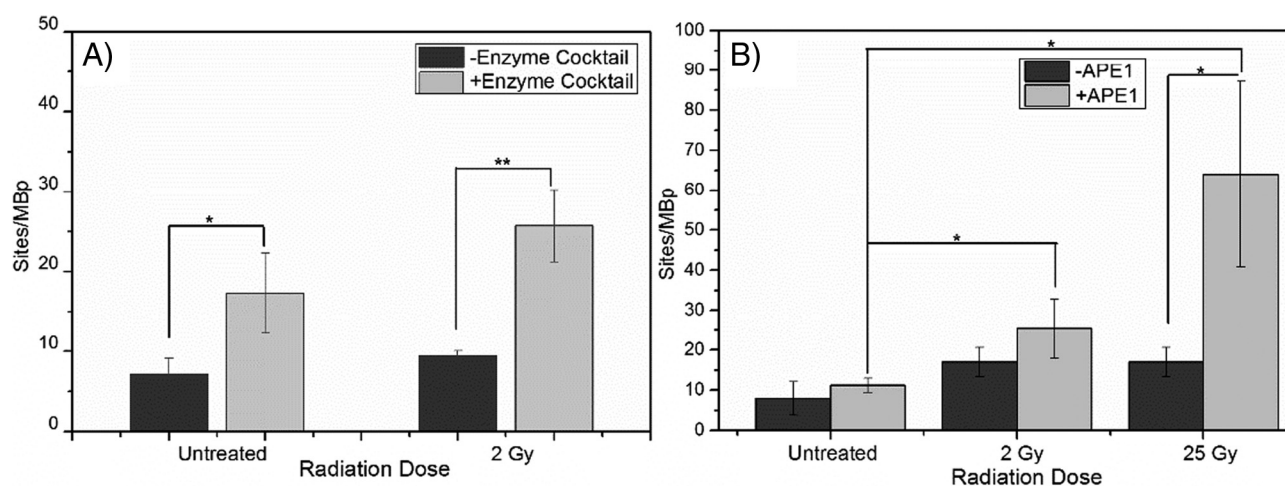 A)
-Enzyme Cocktail
+Enzyme Cocktail
50
40
30
20
10
0
Sites/MBp
*
**
Untreated
2 Gy
Radiation Dose
B)
-APE1
+APE1
100
90
80
70
60
50
40
30
20
10
0
Sites/MBp
*
*
*
Untreated
2 Gy
25 Gy
Radiation Dose